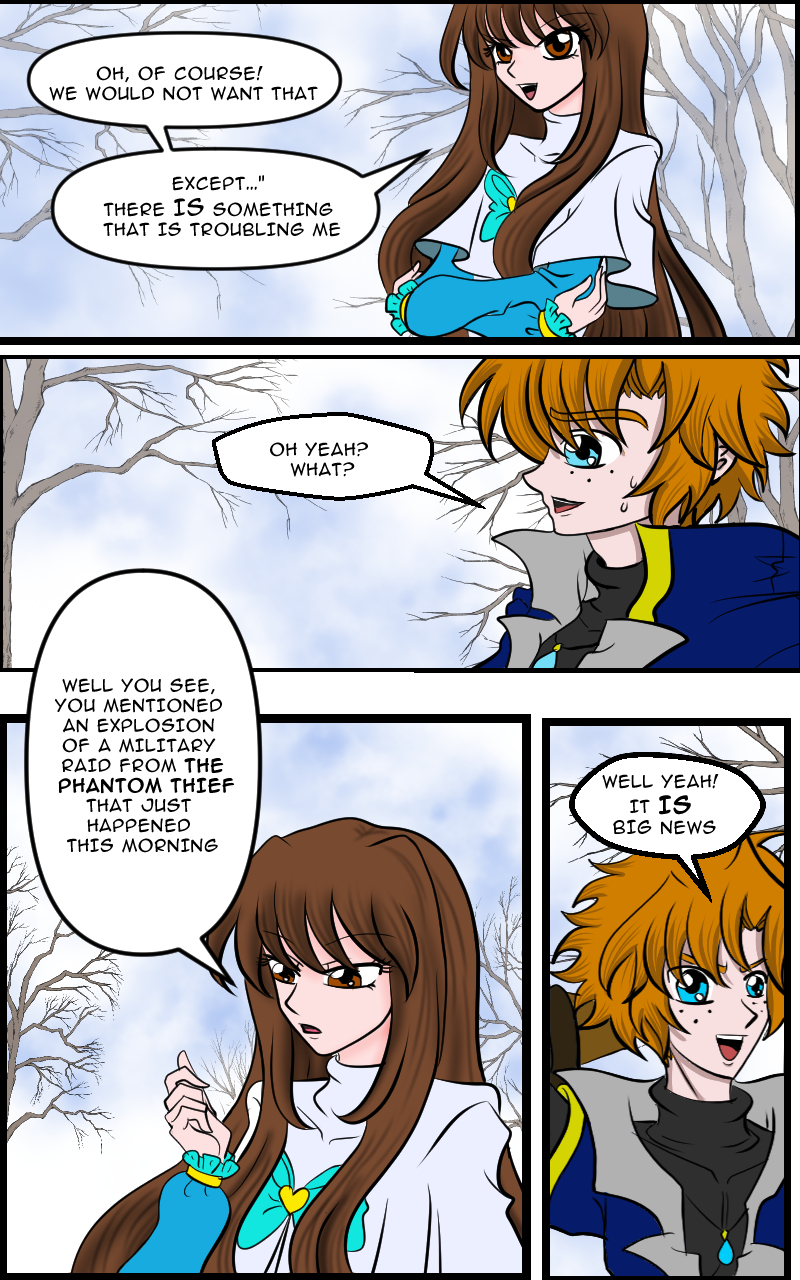 OH, OF COURSE!
WE WOULD NOT WANT THAT
EXCEPT..."
THERE IS SOMETHING
THAT IS TROUBLING ME
OH YEAH?
WHAT?
WELL YOU SEE,
YOU MENTIONED
AN EXPLOSION
OF A MILITARY
RAID FROM THE
PHANTOM THIEF
THAT JUST
HAPPENED
THIS MORNING
WELL YEAH!
IT IS
BIG NEWS